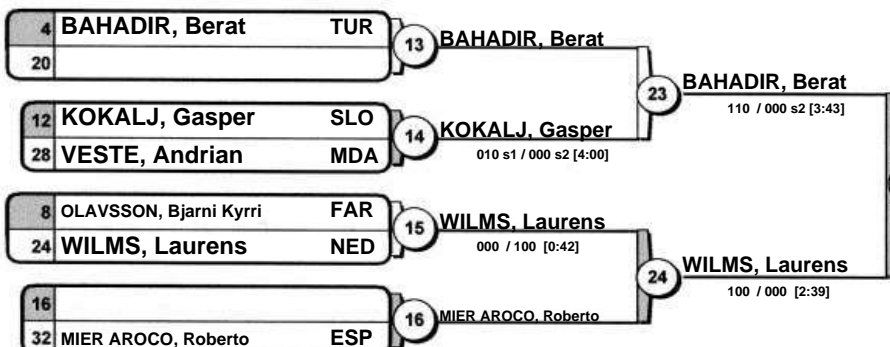 4 BAHADIR, Berat TUR
20
13 BAHADIR, Berat
12 KOKALJ, Gasper SLO
28 VESTE, Andrian MDA
14 KOKALJ, Gasper
010 s1 / 000 s2 [4:00]
23 BAHADIR, Berat
110 / 000 s2 [3:43]
8 OLAVSSON, Bjarni Kyrri FAR
24 WILMS, Laurens NED
15 WILMS, Laurens
000 / 100 [0:42]
16
32 MIER AROCO, Roberto ESP
16 MIER AROCO, Roberto
24 WILMS, Laurens
100 / 000 [2:39]